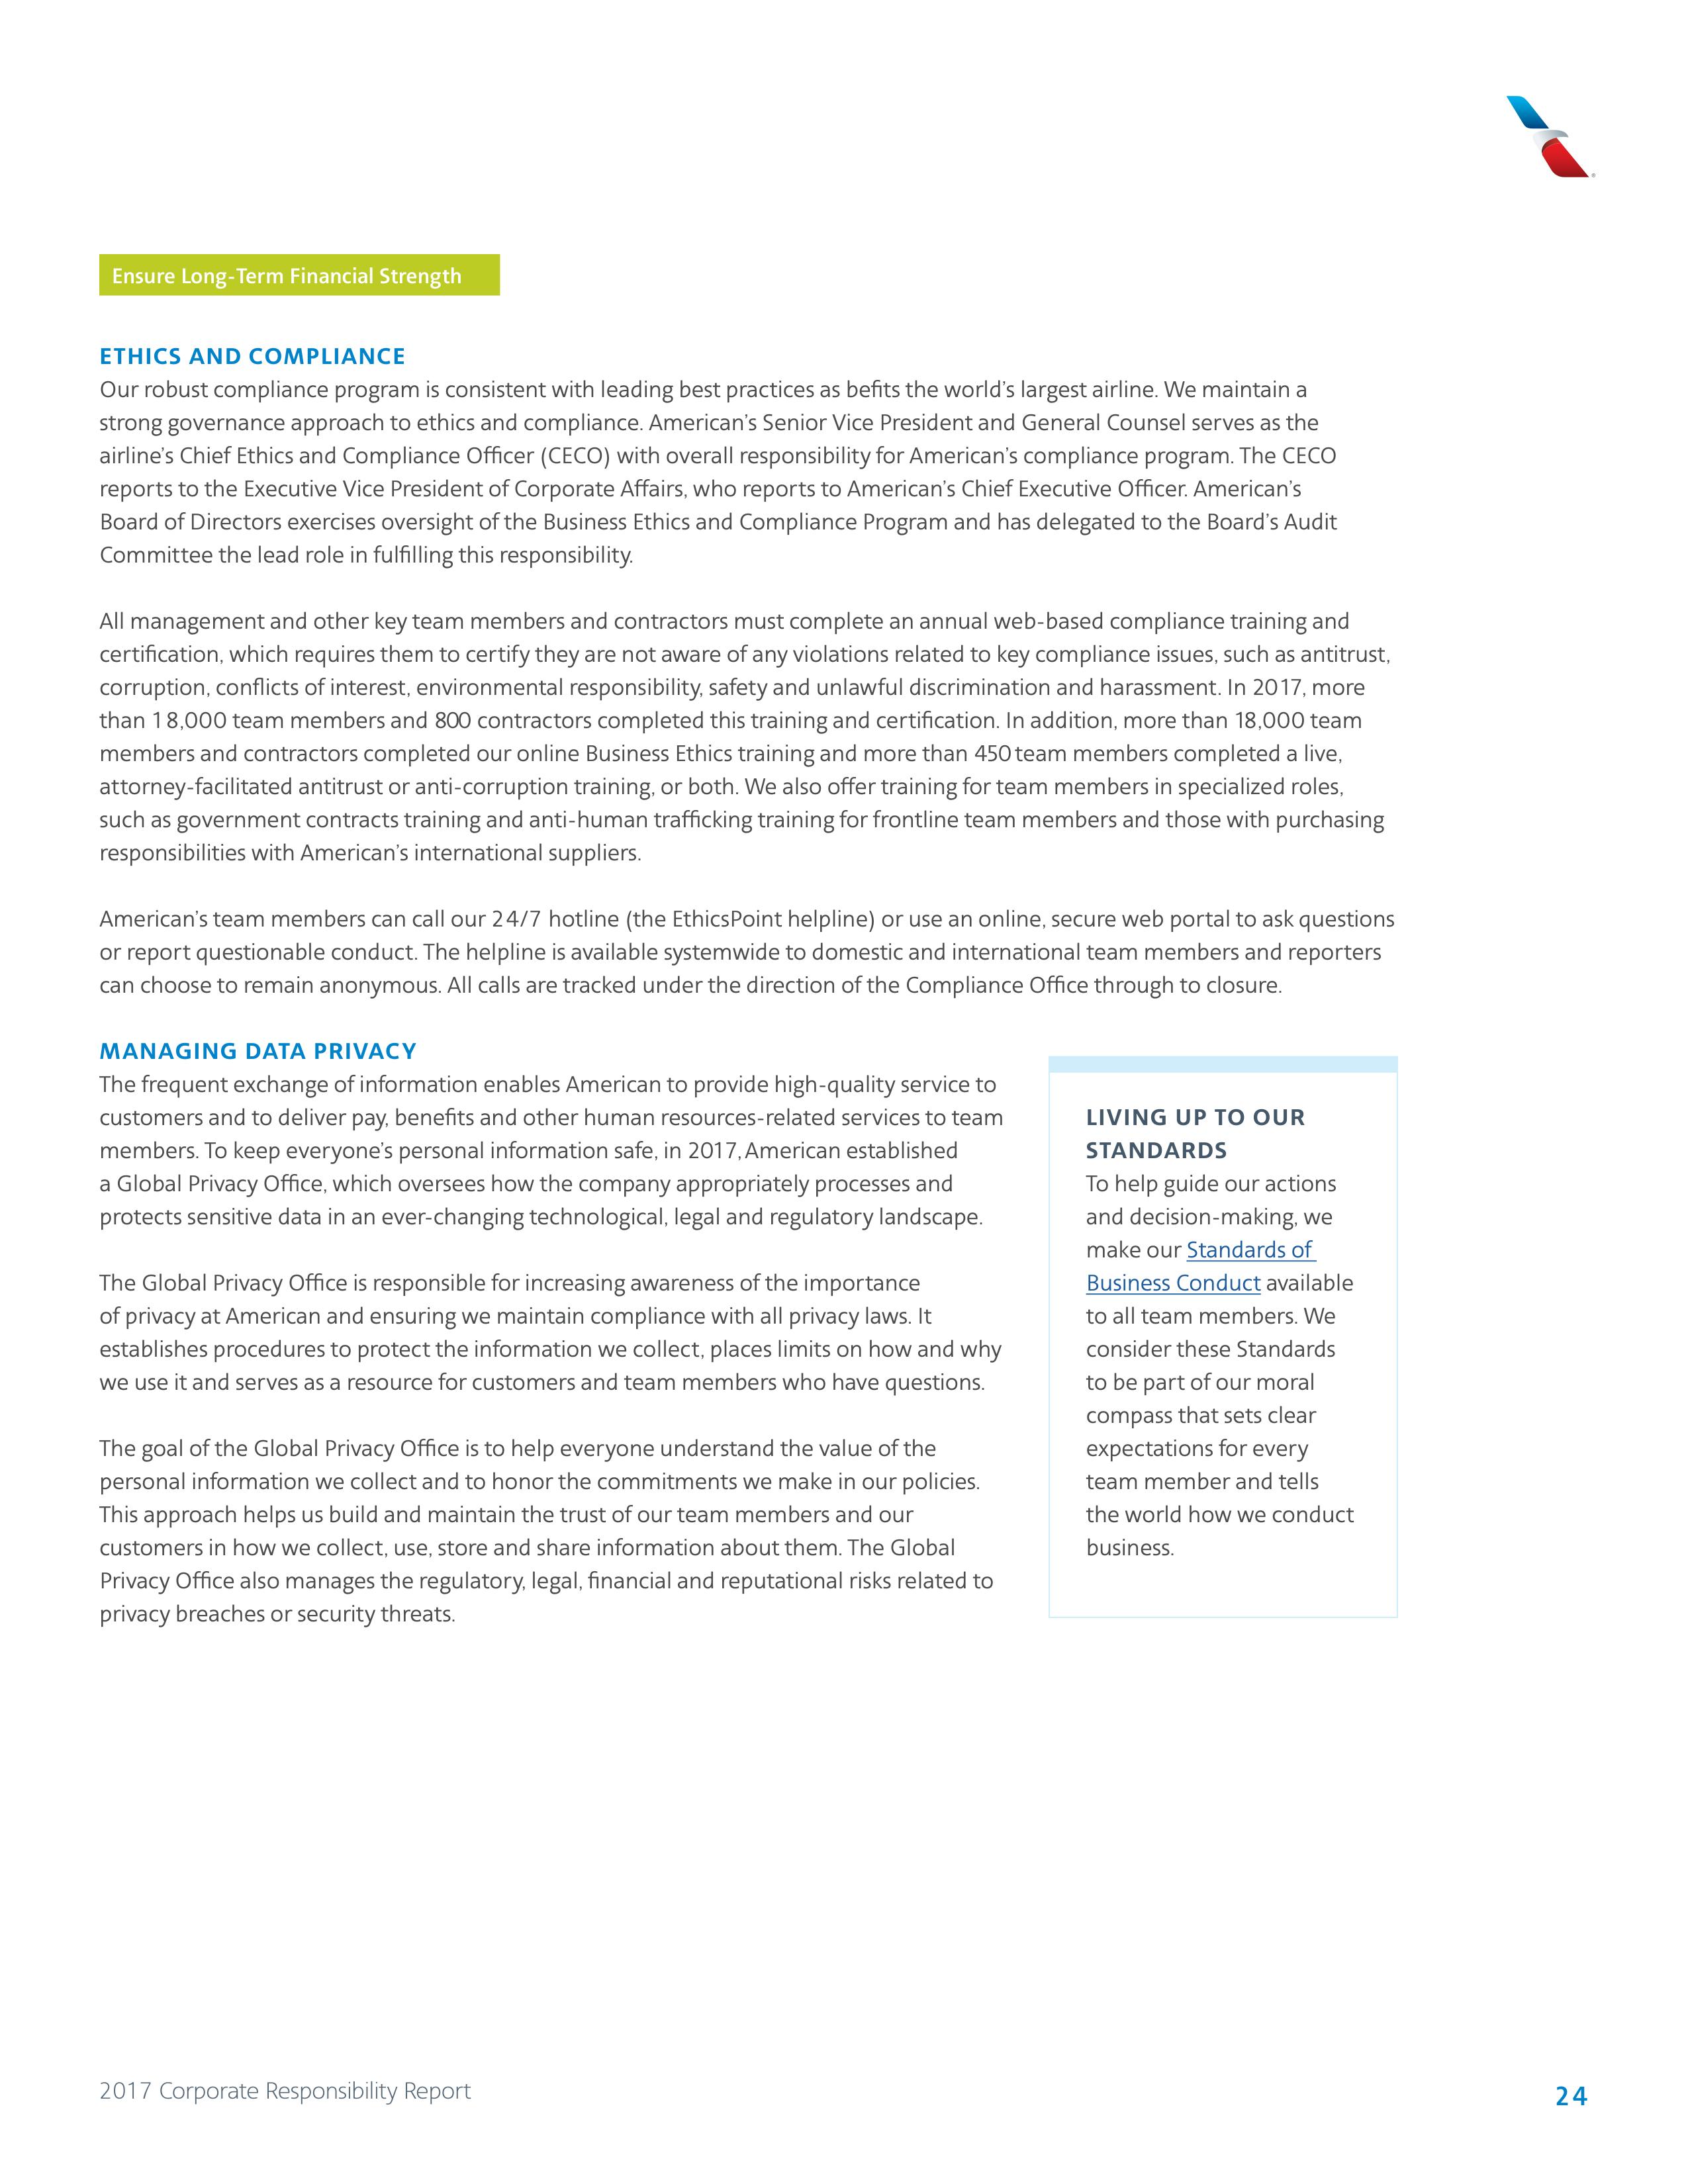 Ensure Long-Term Financial Strength
ETHICS AND COMPLIANCE
Our robust compliance program is consistent with leading best practices as befits the world’s largest airline. We maintain a
strong governance approach to ethics and compliance. American’s Senior Vice President and General Counsel serves as the
airline’s Chief Ethics and Compliance Officer (CECO) with overall responsibility for American’s compliance program. The CECO
reports to the Executive Vice President of Corporate Affairs, who reports to American’s Chief Executive Officer. American’s
Board of Directors exercises oversight of the Business Ethics and Compliance Program and has delegated to the Board’s Audit
Committee the lead role in fulfilling this responsibility.
All management and other key team members and contractors must complete an annual web-based compliance training and
certification, which requires them to certify they are not aware of any violations related to key compliance issues, such as antitrust,
corruption, conflicts of interest, environmental responsibility, safety and unlawful discrimination and harassment. In 2017, more
than 18,000 team members and 800 contractors completed this training and certification. In addition, more than 18,000 team
members and contractors completed our online Business Ethics training and more than 450 team members completed a live,
attorney-facilitated antitrust or anti-corruption training, or both. We also offer training for team members in specialized roles,
such as government contracts training and anti-human trafficking training for frontline team members and those with purchasing
responsibilities with American’s international suppliers.
American’s team members can call our 24/7 hotline (the EthicsPoint helpline) or use an online, secure web portal to ask questions
or report questionable conduct. The helpline is available systemwide to domestic and international team members and reporters
can choose to remain anonymous. All calls are tracked under the direction of the Compliance Office through to closure.
MANAGING DATA PRIVACY
The frequent exchange of information enables American to provide high-quality service to
customers and to deliver pay, benefits and other human resources-related services to team
members. To keep everyone’s personal information safe, in 2017, American established
a Global Privacy Office, which oversees how the company appropriately processes and
protects sensitive data in an ever-changing technological, legal and regulatory landscape.
The Global Privacy Office is responsible for increasing awareness of the importance
of privacy at American and ensuring we maintain compliance with all privacy laws. It
establishes procedures to protect the information we collect, places limits on how and why
we use it and serves as a resource for customers and team members who have questions.
The goal of the Global Privacy Office is to help everyone understand the value of the
personal information we collect and to honor the commitments we make in our policies.
This approach helps us build and maintain the trust of our team members and our
customers in how we collect, use, store and share information about them. The Global
Privacy Office also manages the regulatory, legal, financial and reputational risks related to
privacy breaches or security threats.
LIVING UP TO OUR
STANDARDS
To help guide our actions
and decision-making, we
make our Standards of
Business Conduct available
to all team members. We
consider these Standards
to be part of our moral
compass that sets clear
expectations for every
team member and tells
the world how we conduct
business.
2017 Corporate Responsibility Report
24